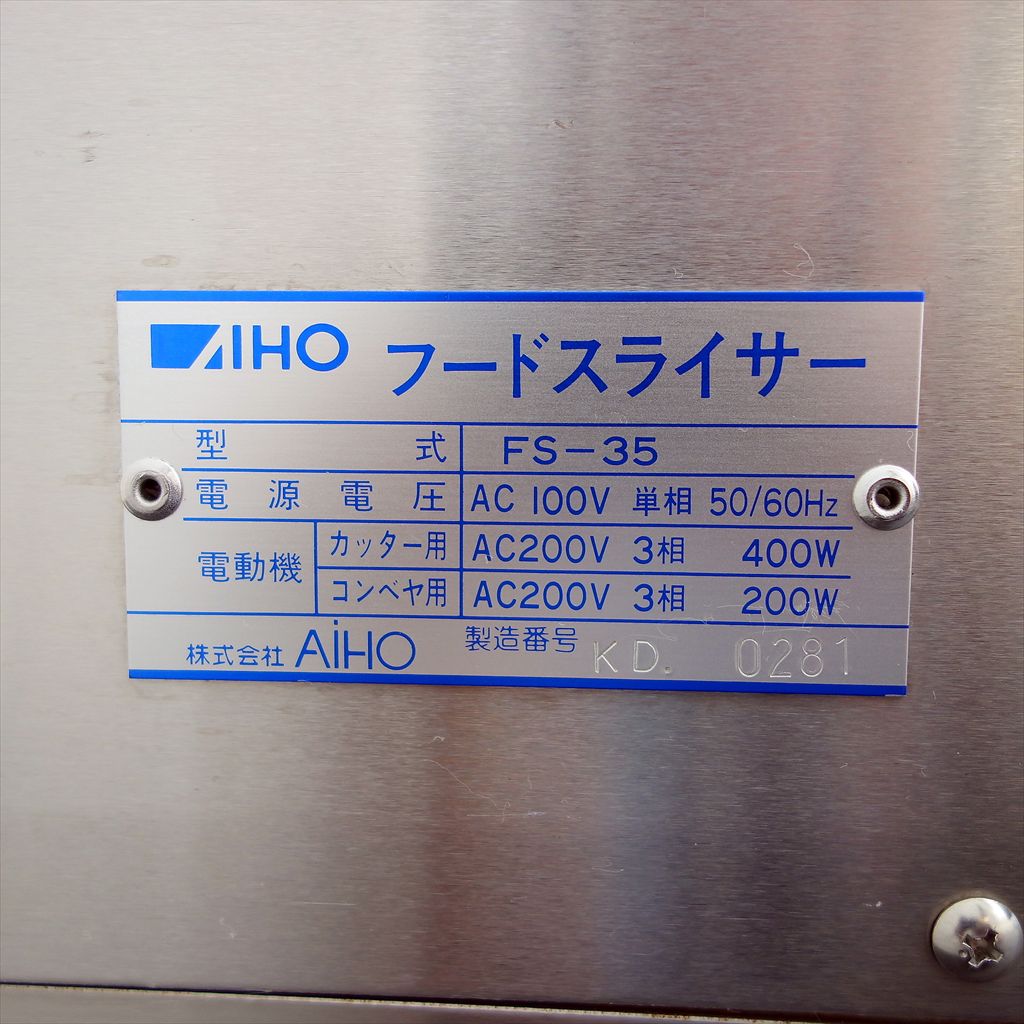 AIHO フードスライサー
型式 FS-35
電源電圧 AC 100V 単相 50/60Hz
電動機 カッター用 AC200V 3相 400W
コンベヤ用 AC200V 3相 200W
株式会社 AiHO 製造番号 KD. 0281